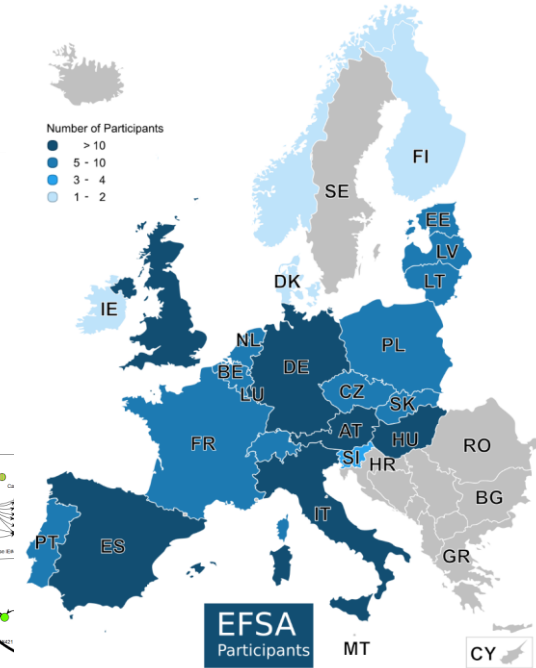 Number of Participants
> 10
5 - 10
3 - 4
1 - 2
FI
SE
EE
LV
LT
DK
IE
NL
BE
LU
DE
PL
CZ
SK
FR
AT
HU
SI
HR
RO
BG
IT
GR
PT
ES
EFSA
Participants
MT
CY